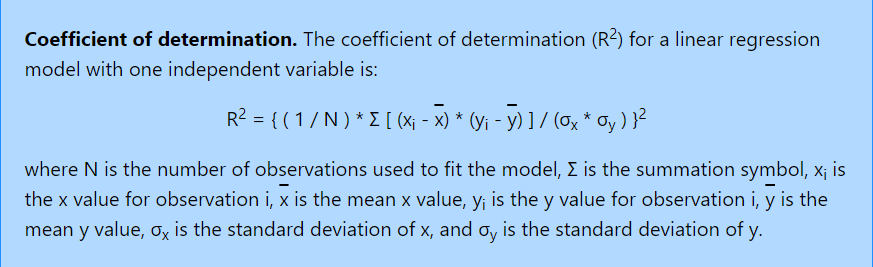 Coefficient of determination. The coefficient of determination (R²) for a linear regression
model with one independent variable is:
R² = { ( 1 / N ) * Σ [ (xᵢ - x̅) * (yᵢ - y̅) ] / (σₓ * σᵧ ) }²
where N is the number of observations used to fit the model, Σ is the summation symbol, xᵢ is
the x value for observation i, x̅ is the mean x value, yᵢ is the y value for observation i, y̅ is the
mean y value, σₓ is the standard deviation of x, and σᵧ is the standard deviation of y.